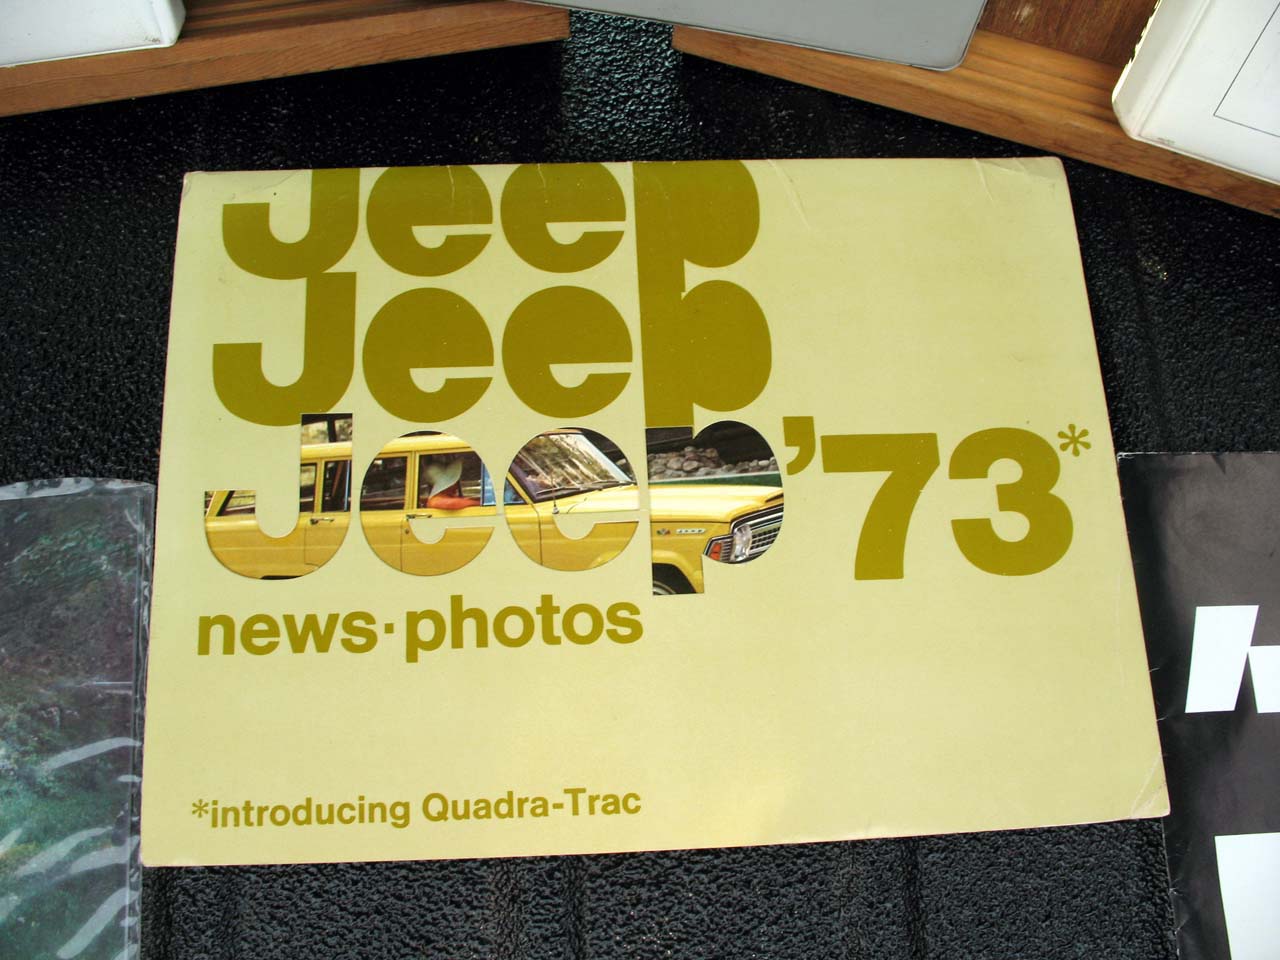 Jeep
Jeep
Jeep '73*
news·photos
*introducing Quadra-Trac